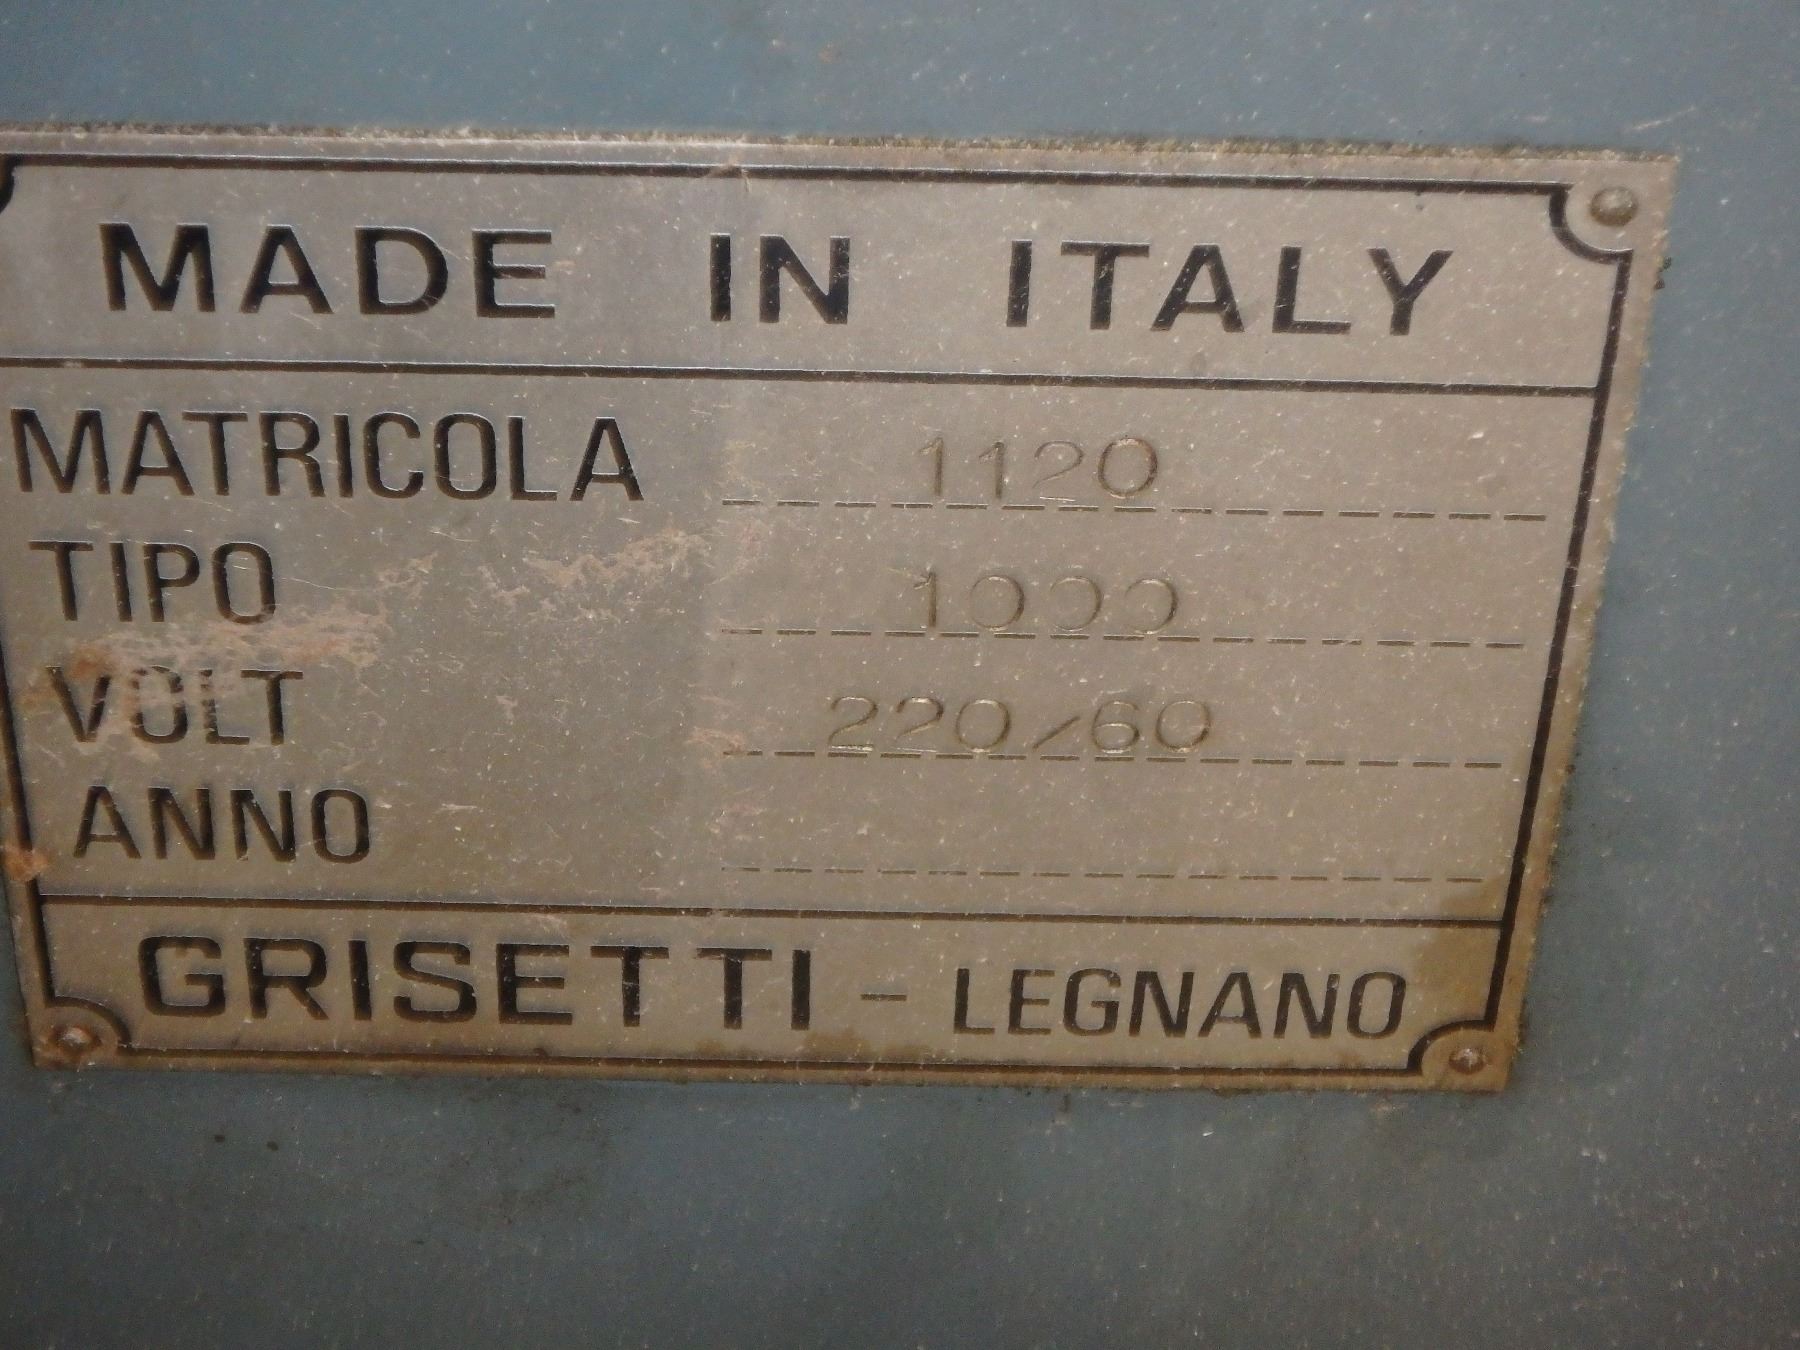 MADE IN ITALY
MATRICOLA 1120
TIPO 1000
VOLT 220/60
ANNO
GRISETTI - LEGNANO